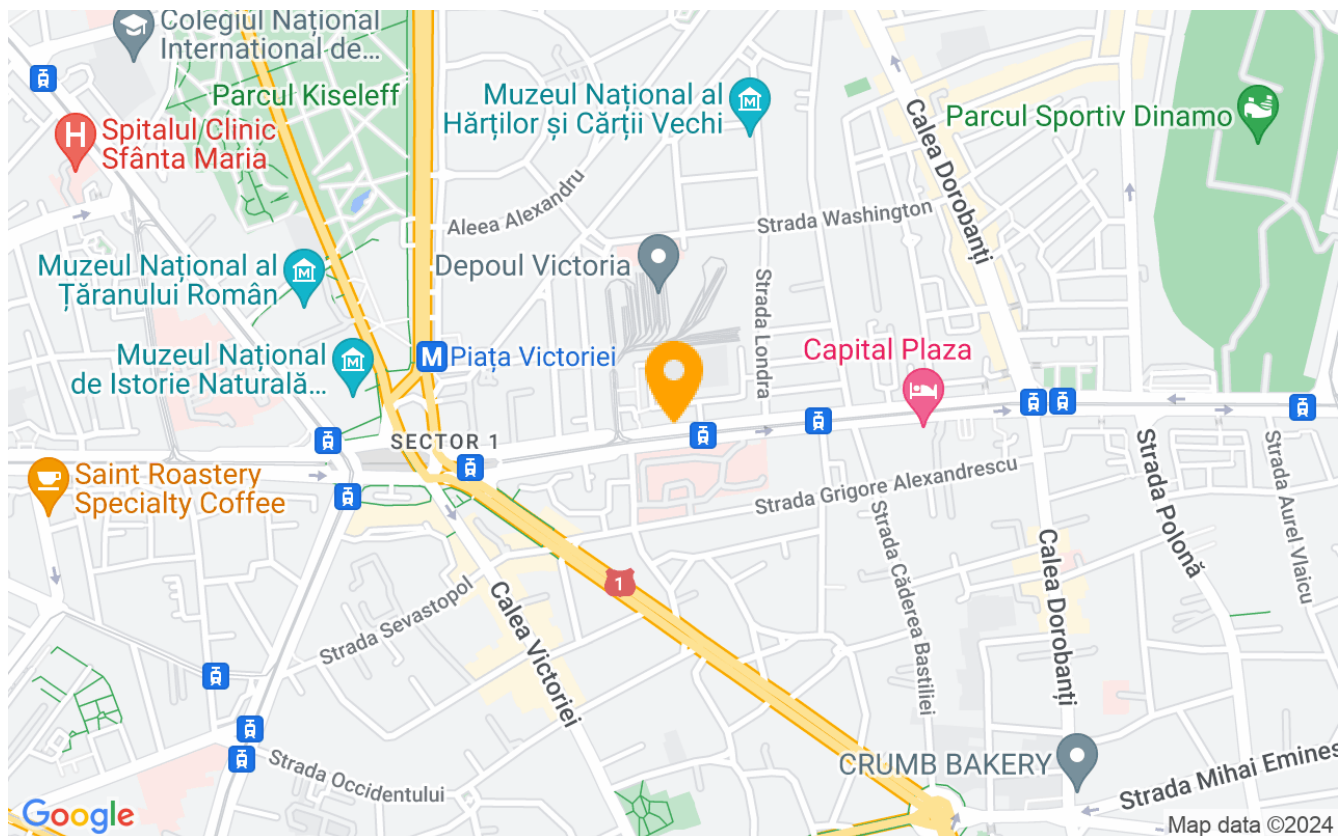 Colegiul Național
International de...
Parcul Kiseleff
Muzeul Național al
Hărților și Cărții Vechi
Calea Dorobanți
Parcul Sportiv Dinamo
H
Spitalul Clinic
Sfânta Maria
Aleea Alexandru
Strada Washington
Muzeul Național al
Țăranului Român
Depoul Victoria
Strada Londra
Muzeul Național
de Istorie Naturală...
M Piața Victoriei
Capital Plaza
SECTOR 1
Saint Roastery
Specialty Coffee
Strada Grigore Alexandrescu
Strada Polonă
Strada Aurel Vlaicu
Strada Căderea Bastiliei
Calea Dorobanți
1
Strada Sevastopol
Calea Victoriei
Strada Occidentului
CRUMB BAKERY
Strada Mihai Emines
Google
Map data ©2024